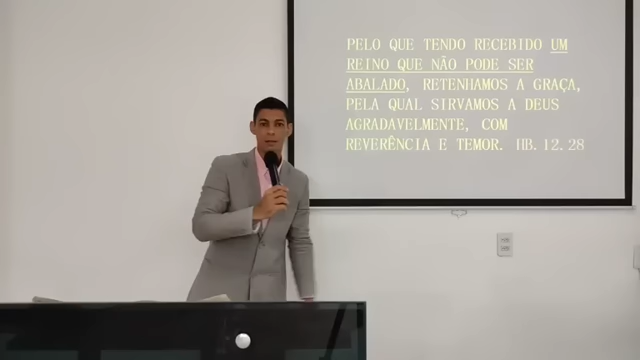 PELO QUE TENDO RECEBIDO UM
REINO QUE NÃO PODE SER
ABALADO, RETENHAMOS A GRAÇA,
PELA QUAL SIRVAMOS A DEUS
AGRADAVELMENTE, COM
REVERÊNCIA E TEMOR. HB.12.28